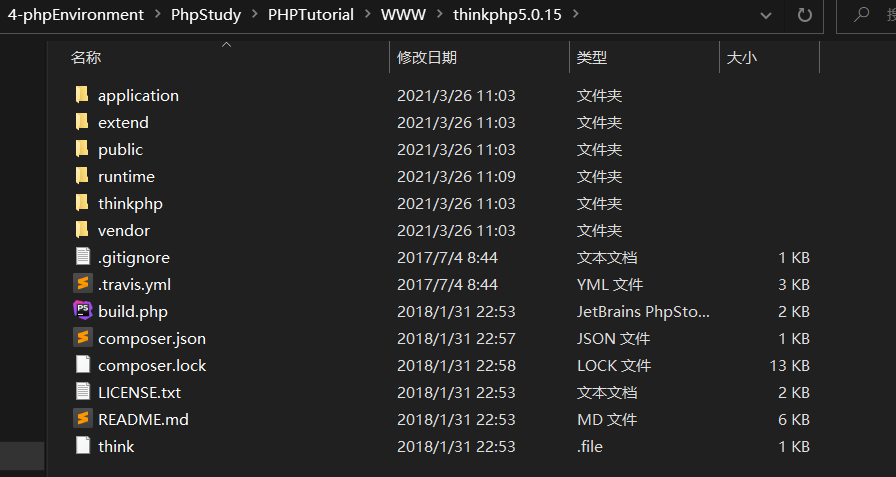 4-phpEnvironment > PhpStudy > PHPTutorial > WWW > thinkphp5.0.15 >
名称 修改日期 类型 大小
application 2021/3/26 11:03 文件夹
extend 2021/3/26 11:03 文件夹
public 2021/3/26 11:03 文件夹
runtime 2021/3/26 11:09 文件夹
thinkphp 2021/3/26 11:03 文件夹
vendor 2021/3/26 11:03 文件夹
.gitignore 2017/7/4 8:44 文本文档 1 KB
.travis.yml 2017/7/4 8:44 YML 文件 3 KB
build.php 2018/1/31 22:53 JetBrains PhpSto... 2 KB
composer.json 2018/1/31 22:57 JSON 文件 1 KB
composer.lock 2018/1/31 22:58 LOCK 文件 13 KB
LICENSE.txt 2018/1/31 22:53 文本文档 2 KB
README.md 2018/1/31 22:53 MD 文件 6 KB
think 2018/1/31 22:53 .file 1 KB